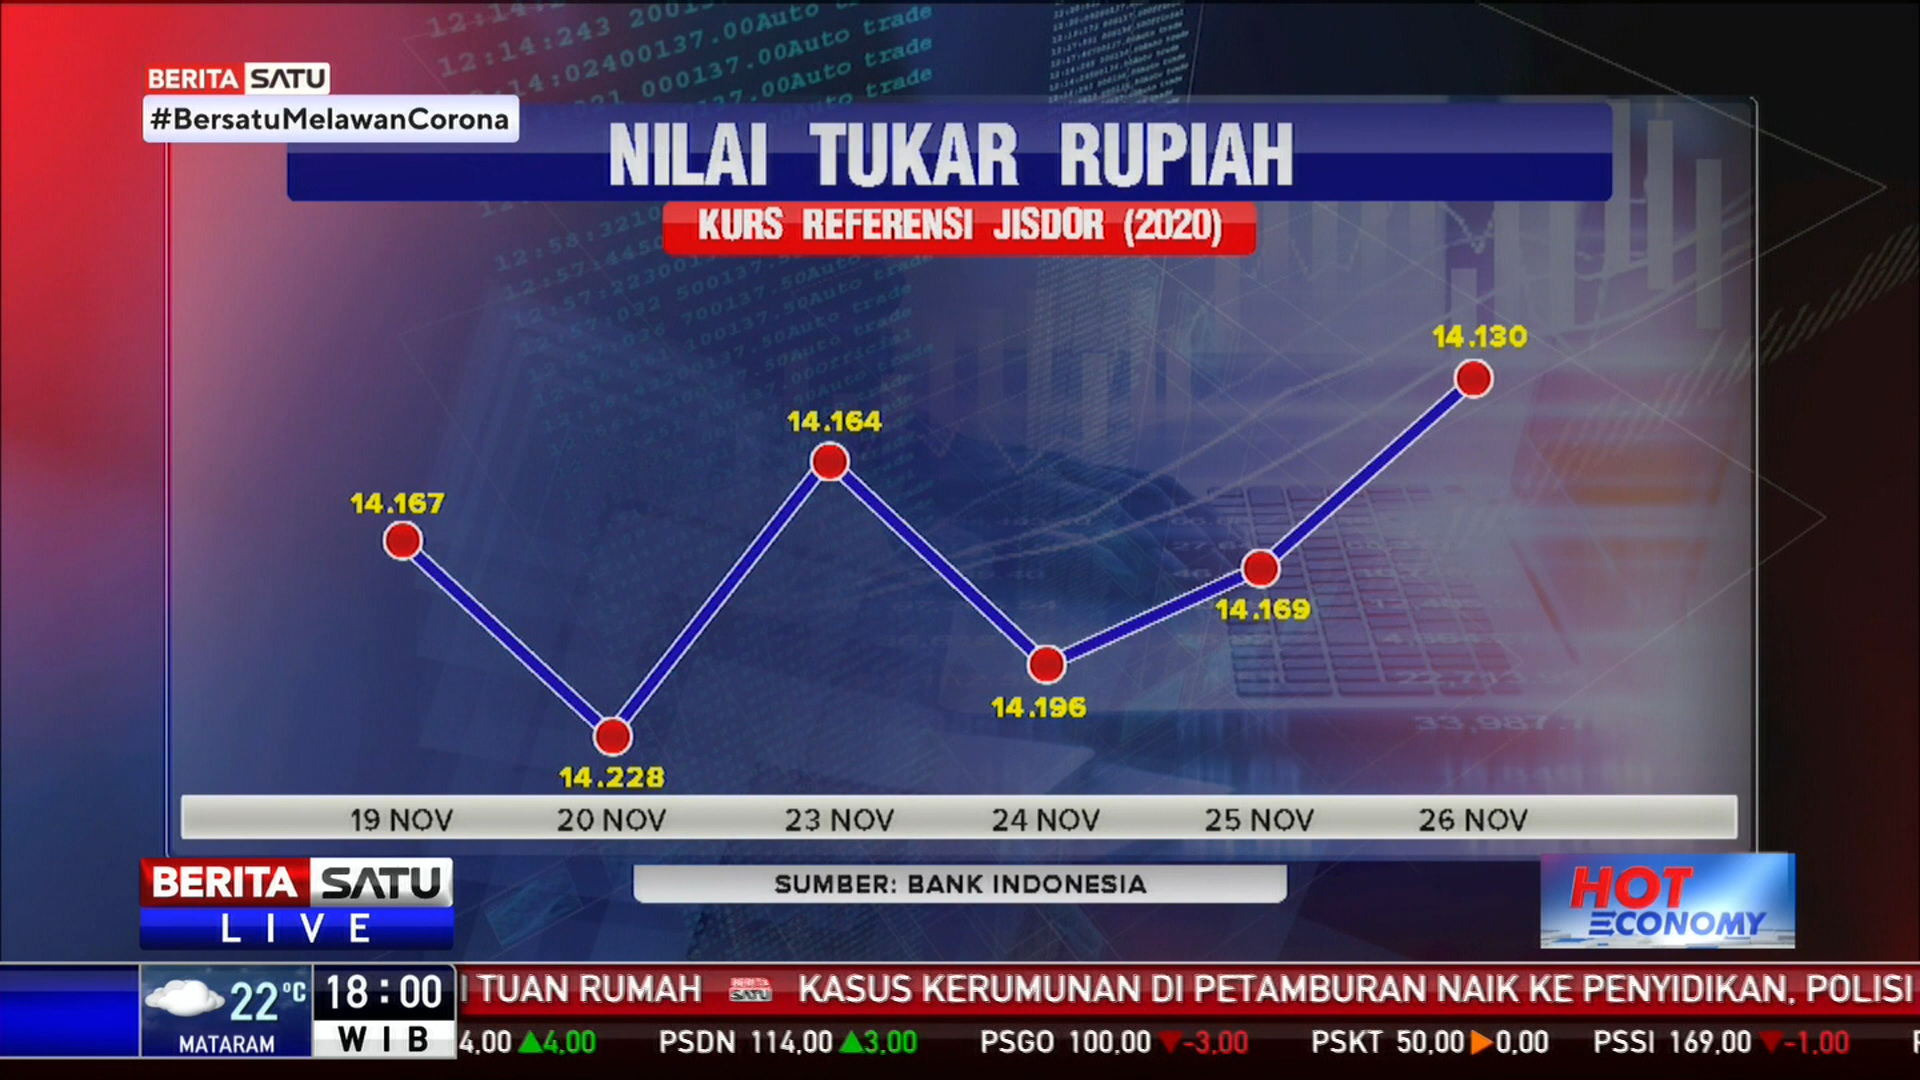 BERITA SATU
#BersatuMelawanCorona
NILAI TUKAR RUPIAH
KURS REFERENSI JISDOR (2020)
14.167
14.228
14.164
14.196
14.169
14.130
19 NOV 20 NOV 23 NOV 24 NOV 25 NOV 26 NOV
SUMBER: BANK INDONESIA
BERITA SATU
LIVE
HOT
ECONOMY
22°C
MATARAM
18:00
WIB
I TUAN RUMAH BERITA SATU KASUS KERUMUNAN DI PETAMBURAN NAIK KE PENYIDIKAN, POLISI
4,00 ▲4,00 PSDN 114,00 ▲3,00 PSGO 100,00 ▼-3,00 PSKT 50,00 ▶0,00 PSSI 169,00 ▼-1,00